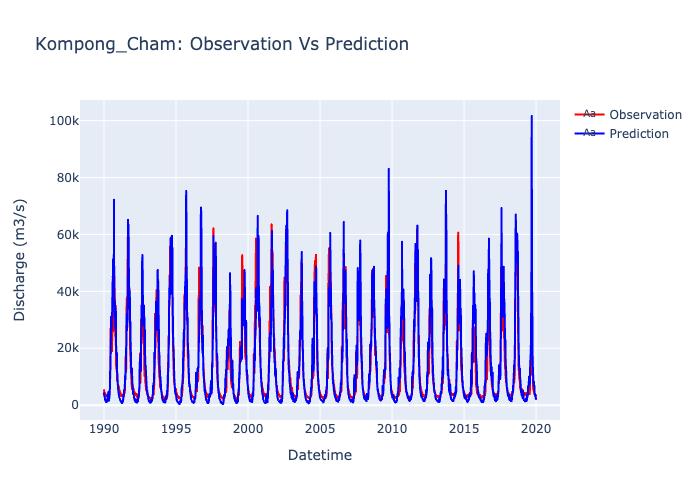 Kompong_Cham: Observation Vs Prediction
100k
80k
60k
40k
20k
0
Discharge (m3/s)
1990
1995
2000
2005
2010
2015
2020
Datetime
Aa Observation
Aa Prediction